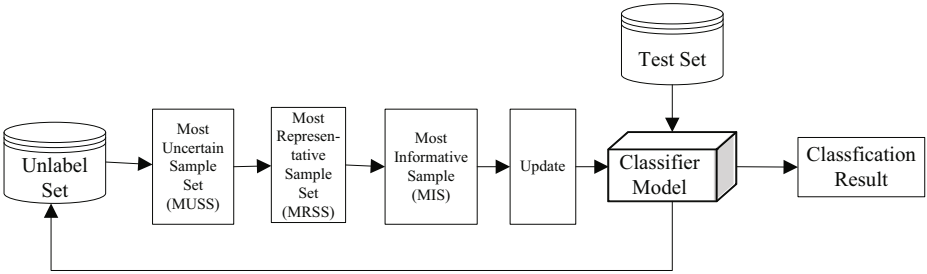 Test Set
Unlabel
Set
Most
Uncertain
Sample
Set
(MUSS)
Most
Represen-
tative
Sample
Set
(MRSS)
Most
Informative
Sample
(MIS)
Update
Classifier
Model
Classfication
Result